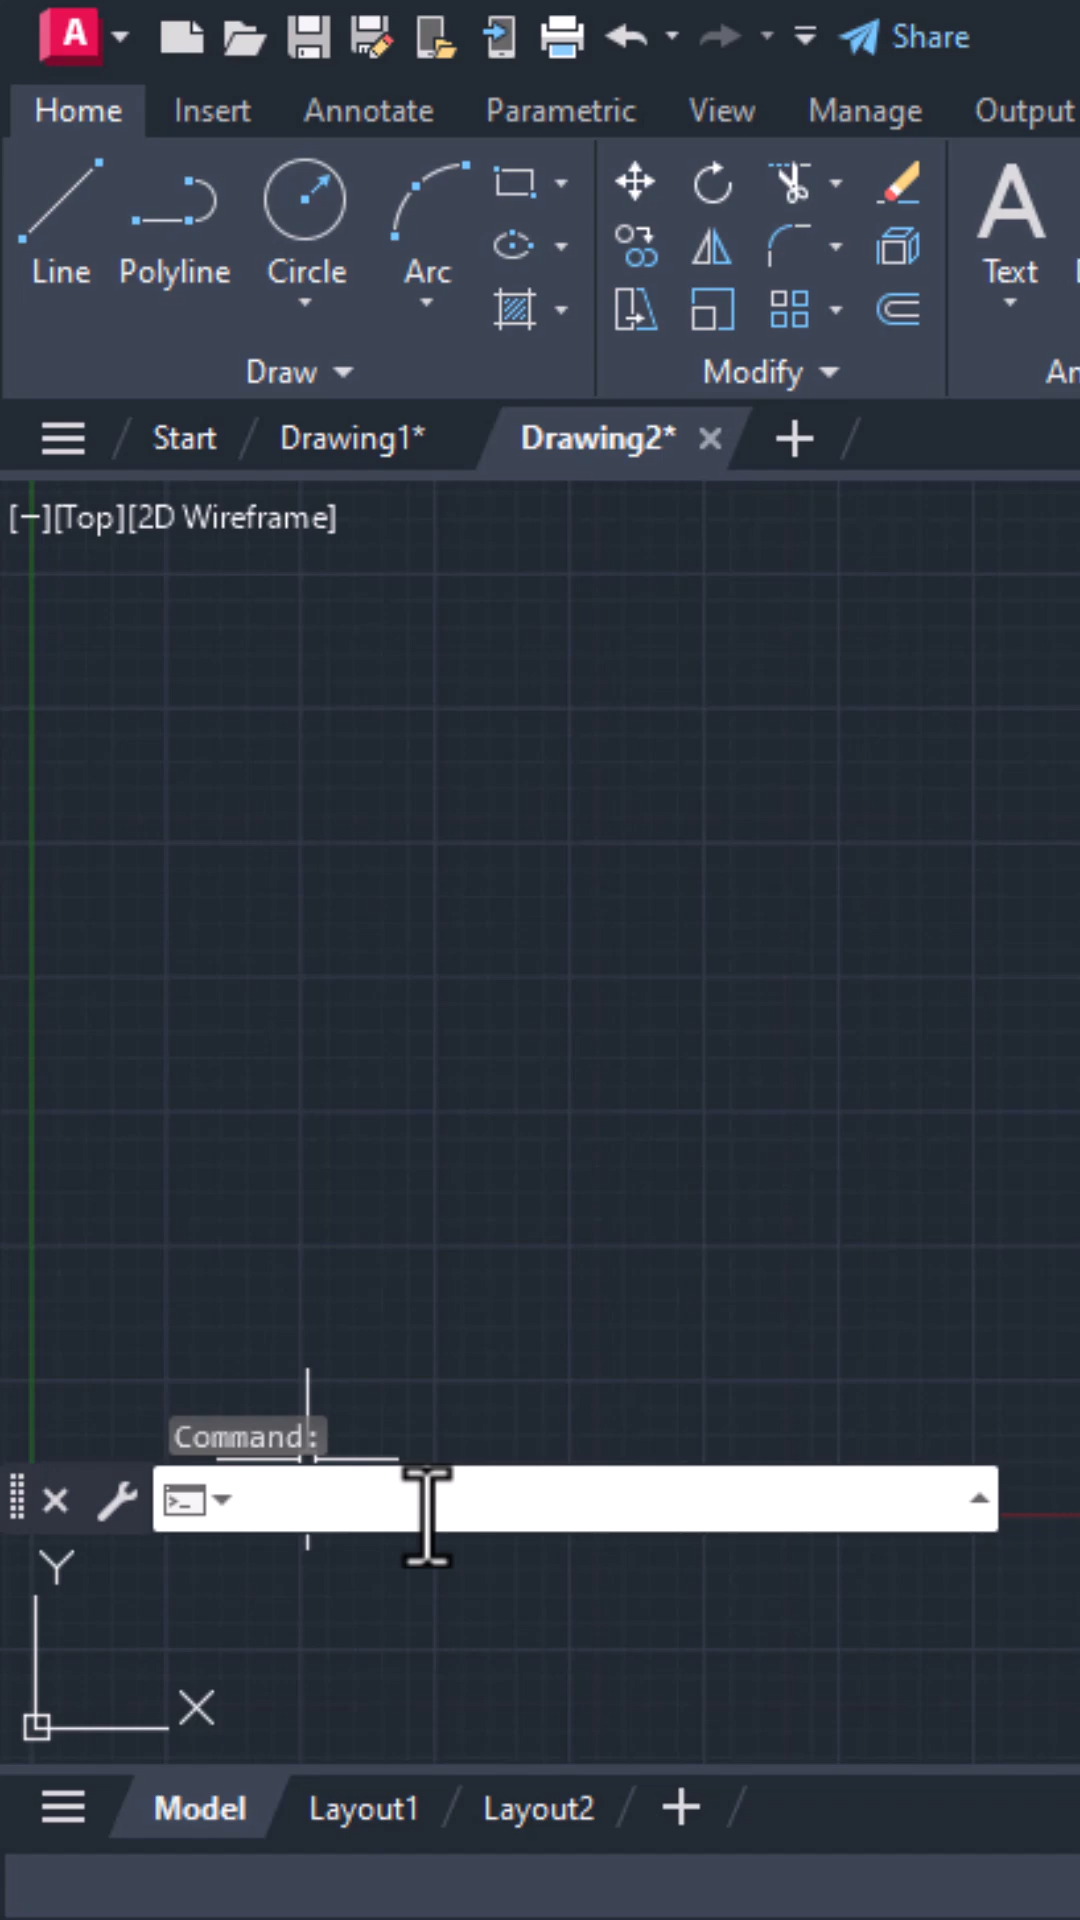 A Share
Home Insert Annotate Parametric View Manage Output
Line Polyline Circle Arc A Text
Draw Modify
Start Drawing1* Drawing2*
[−][Top][2D Wireframe]
Command:
Y
X
Model Layout1 Layout2